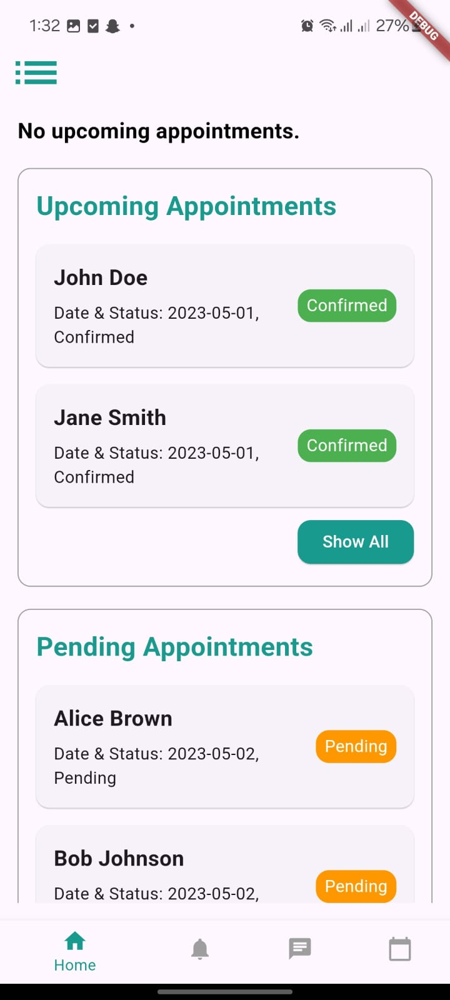 1:32
27%
DEBUG
No upcoming appointments.
Upcoming Appointments
John Doe
Date & Status: 2023-05-01,
Confirmed
Confirmed
Jane Smith
Date & Status: 2023-05-01,
Confirmed
Confirmed
Show All
Pending Appointments
Alice Brown
Date & Status: 2023-05-02,
Pending
Pending
Bob Johnson
Date & Status: 2023-05-02,
Pending
Home